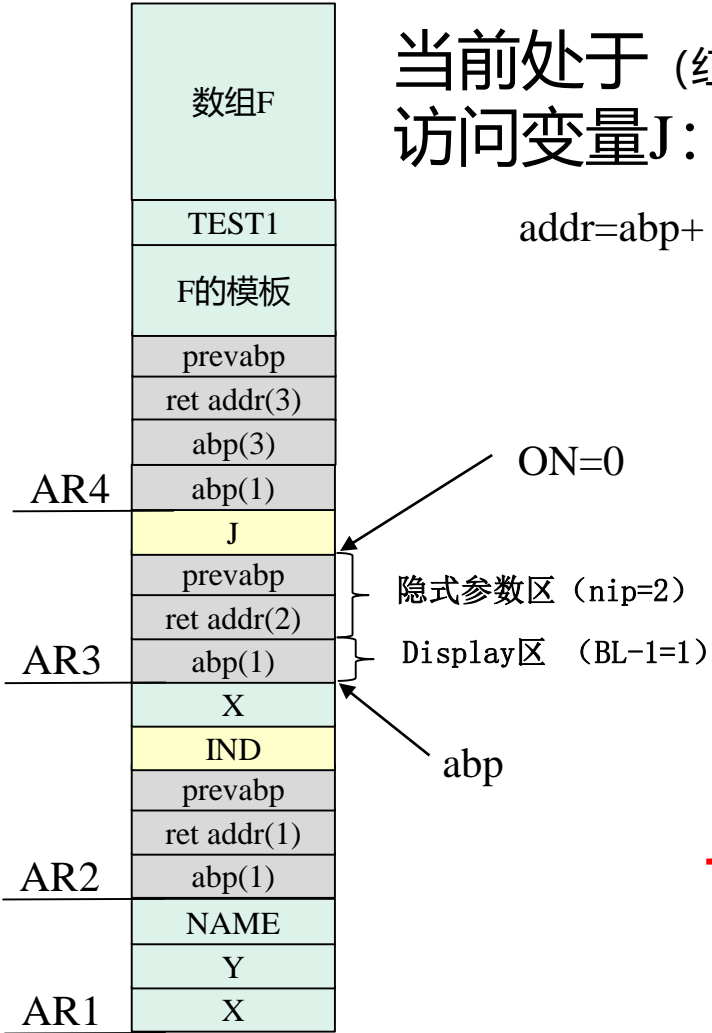 当前处于（
访问变量J：
addr=abp+
数组F
TEST1
F的模板
prevabp
ret addr(3)
abp(3)
AR4
abp(1)
ON=0
J
prevabp
隐式参数区（nip=2）
ret addr(2)
Display区 （BL-1=1）
AR3
abp(1)
X
IND
abp
prevabp
ret addr(1)
AR2
abp(1)
NAME
Y
AR1
X